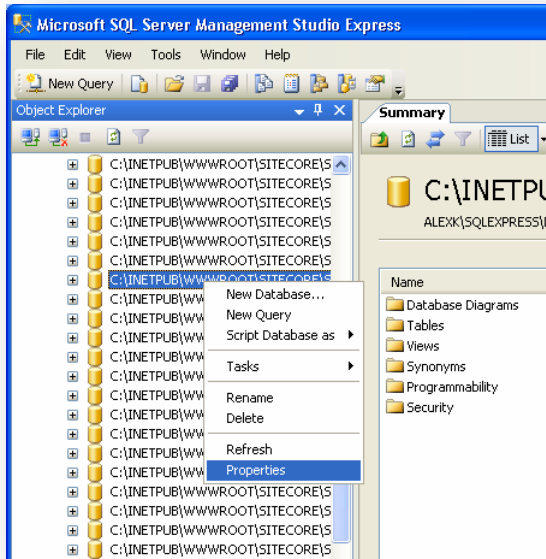 Microsoft SQL Server Management Studio Express
File Edit View Tools Window Help
New Query
Object Explorer
Summary
List
C:\INETPU
ALEXK\SQLEXPRESS\
C:\INETPUB\WWWROOT\SITECORE\S
C:\INETPUB\WWWROOT\SITECORE\S
C:\INETPUB\WWWROOT\SITECORE\S
C:\INETPUB\WWWROOT\SITECORE\S
C:\INETPUB\WWWROOT\SITECORE\S
C:\INETPUB\WWWROOT\SITECORE\S
C:\INETPUB\WWWROOT\SITECORE\S
C:\INETPUB\WW
C:\INETPUB\WW
C:\INETPUB\WW
C:\INETPUB\WW
C:\INETPUB\WW
C:\INETPUB\WW
C:\INETPUB\WW
C:\INETPUB\WW
C:\INETPUB\WW
C:\INETPUB\WW
C:\INETPUB\WWWROOT\SITECORE\S
C:\INETPUB\WWWROOT\SITECORE\S
C:\INETPUB\WWWROOT\SITECORE\S
C:\INETPUB\WWWROOT\SITECORE\S
New Database...
New Query
Script Database as
Tasks
Rename
Delete
Refresh
Properties
Name
Database Diagrams
Tables
Views
Synonyms
Programmability
Security